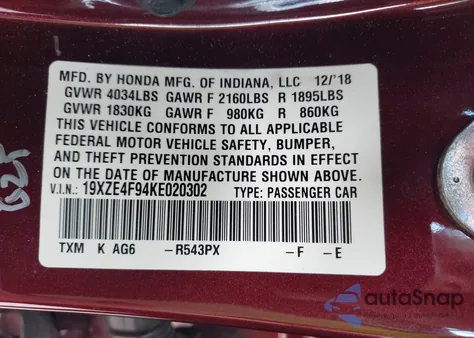 MFD. BY HONDA MFG. OF INDIANA, LLC 12/'18
GVWR 4034LBS GAWR F 2160LBS R 1895LBS
GVWR 1830KG GAWR F 980KG R 860KG
THIS VEHICLE CONFORMS TO ALL APPLICABLE
FEDERAL MOTOR VEHICLE SAFETY, BUMPER,
AND THEFT PREVENTION STANDARDS IN EFFECT
ON THE DATE OF MANUFACTURE SHOWN ABOVE.
V.I.N.: 19XZE4F94KE020302 TYPE: PASSENGER CAR
TXM K AG6 -R543PX -F -E
autoSnap